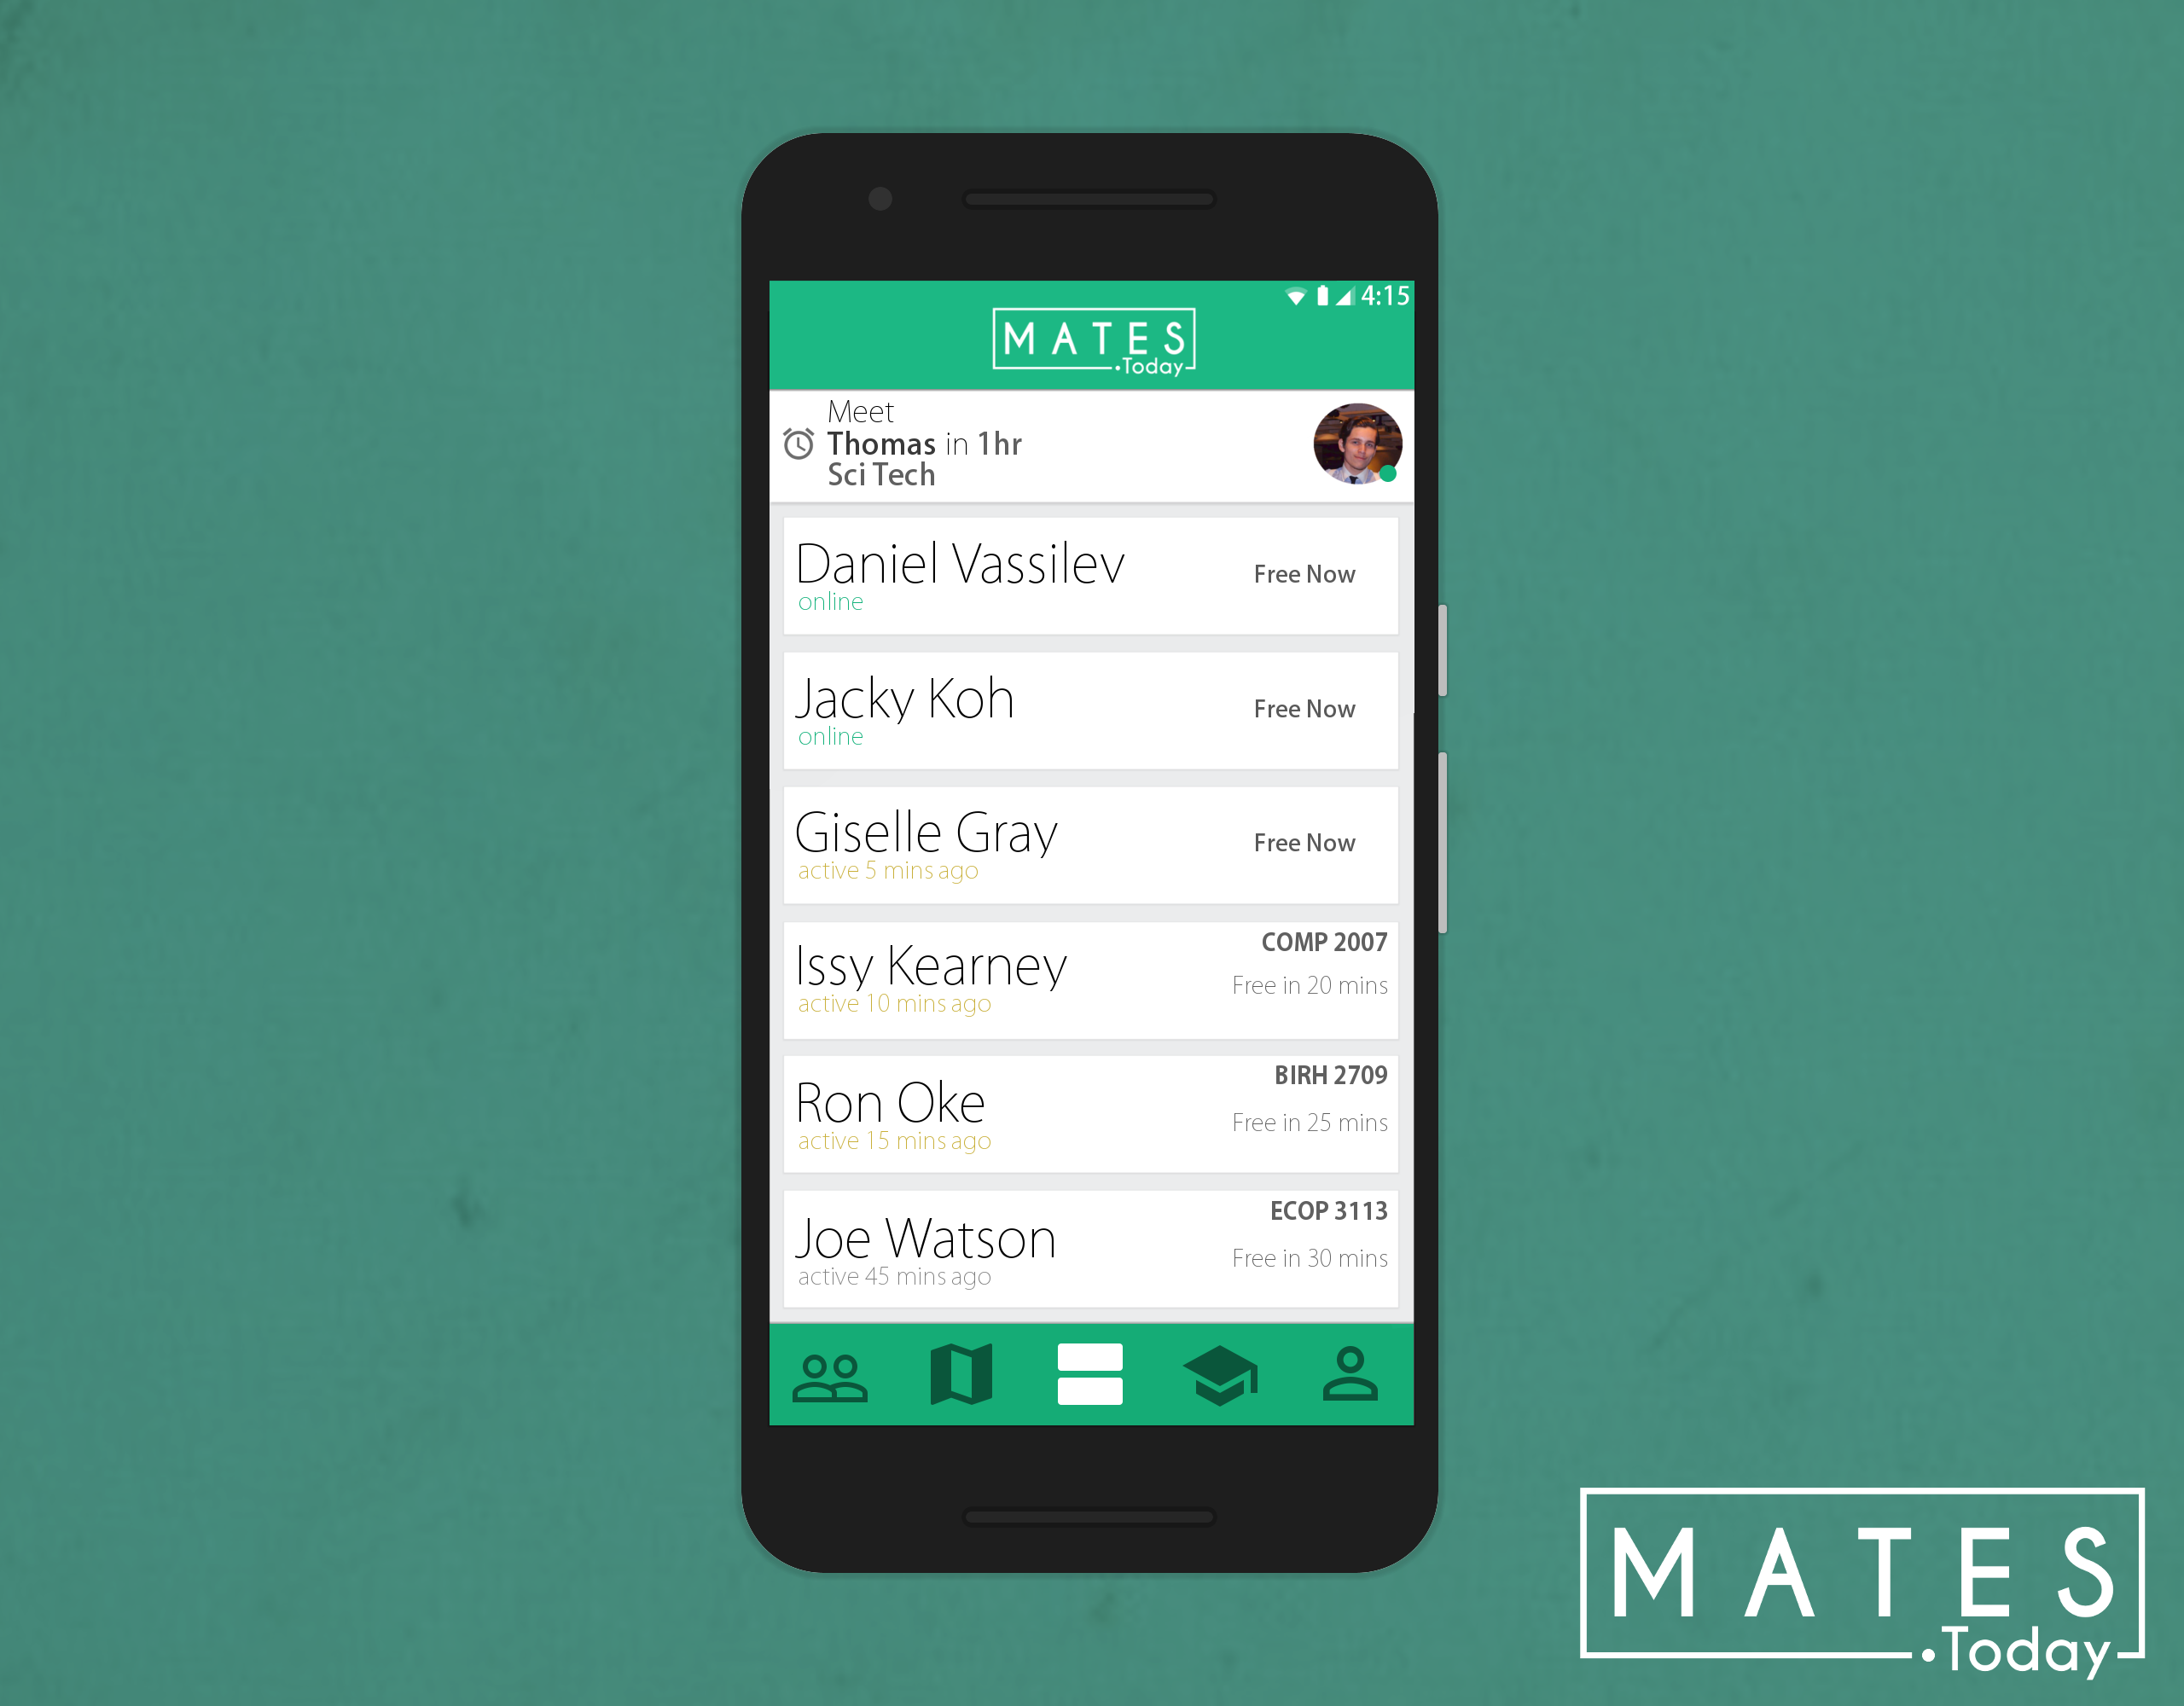 4:15
MATES
.Today
Meet
Thomas in 1hr
Sci Tech
Daniel Vassilev
online
Free Now
Jacky Koh
online
Free Now
Giselle Gray
active 5 mins ago
Free Now
Issy Kearney
active 10 mins ago
COMP 2007
Free in 20 mins
Ron Oke
active 15 mins ago
BIRH 2709
Free in 25 mins
Joe Watson
active 45 mins ago
ECOP 3113
Free in 30 mins
MATES
.Today